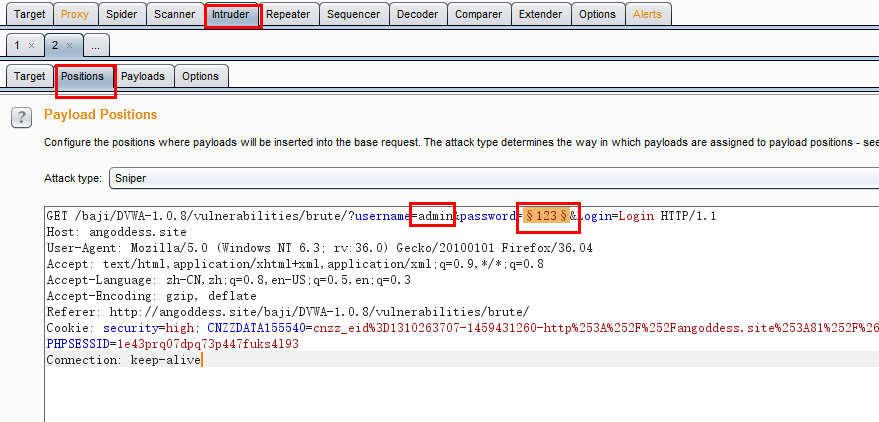 Target Proxy Spider Scanner Intruder Repeater Sequencer Decoder Comparer Extender Options Alerts
1 × 2 × ...
Target Positions Payloads Options
? Payload Positions
Configure the positions where payloads will be inserted into the base request. The attack type determines the way in which payloads are assigned to payload positions - see
Attack type: Sniper
GET /baji/DVWA-1.0.8/vulnerabilities/brute/?username=admin&password=§123§&Login=Login HTTP/1.1
Host: angoddess.site
User-Agent: Mozilla/5.0 (Windows NT 6.3; rv:36.0) Gecko/20100101 Firefox/36.04
Accept: text/html,application/xhtml+xml,application/xml;q=0.9,*/*;q=0.8
Accept-Language: zh-CN,zh;q=0.8,en-US;q=0.5,en;q=0.3
Accept-Encoding: gzip, deflate
Referer: http://angoddess.site/baji/DVWA-1.0.8/vulnerabilities/brute/
Cookie: security=high; CNZZDATA155540=cnzz_eid%3D1310263707-1459431260-http%253A%252F%252Fangoddess.site%253A81%252F%26
PHPSESSID=1e43prq07dpq73p447fuks4l93
Connection: keep-alive